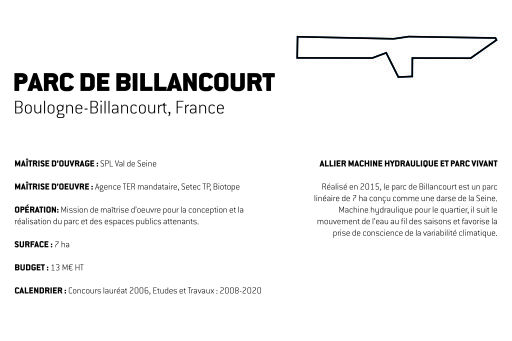 PARC DE BILLANCOURT
Boulogne-Billancourt, France
MAÎTRISE D'OUVRAGE : SPL Val de Seine
MAÎTRISE D'OEUVRE : Agence TER mandataire, Setec TP, Biotope
OPÉRATION: Mission de maîtrise d'oeuvre pour la conception et la
réalisation du parc et des espaces publics attenants.
SURFACE : 7 ha
BUDGET : 13 M€ HT
CALENDRIER : Concours lauréat 2006, Etudes et Travaux : 2008-2020
ALLIER MACHINE HYDRAULIQUE ET PARC VIVANT
Réalisé en 2015, le parc de Billancourt est un parc
linéaire de 7 ha conçu comme une darse de la Seine.
Machine hydraulique pour le quartier, il suit le
mouvement de l'eau au fil des saisons et favorise la
prise de conscience de la variabilité climatique.